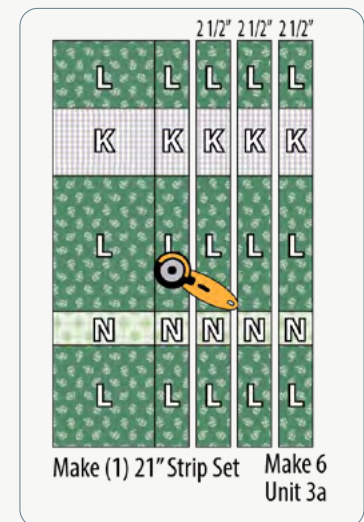 2 1/2" 2 1/2" 2 1/2"
L L L L L
K K K K K
L L L L L
N N N N N
L L L L L
Make (1) 21" Strip Set
Make 6
Unit 3a